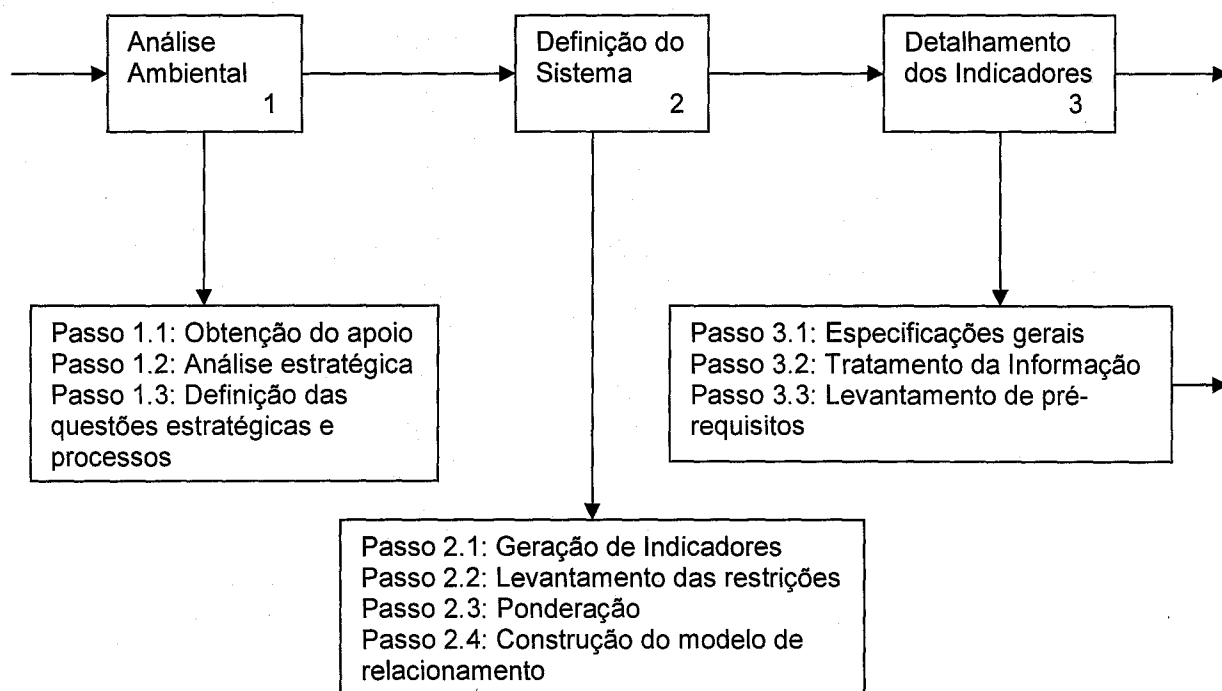 Análise
Ambiental
1
Definição do
Sistema
2
Detalhamento
dos Indicadores
3
Passo 1.1: Obtenção do apoio
Passo 1.2: Análise estratégica
Passo 1.3: Definição das
questões estratégicas e
processos
Passo 3.1: Especificações gerais
Passo 3.2: Tratamento da Informação
Passo 3.3: Levantamento de pré-
requisitos
Passo 2.1: Geração de Indicadores
Passo 2.2: Levantamento das restrições
Passo 2.3: Ponderação
Passo 2.4: Construção do modelo de
relacionamento